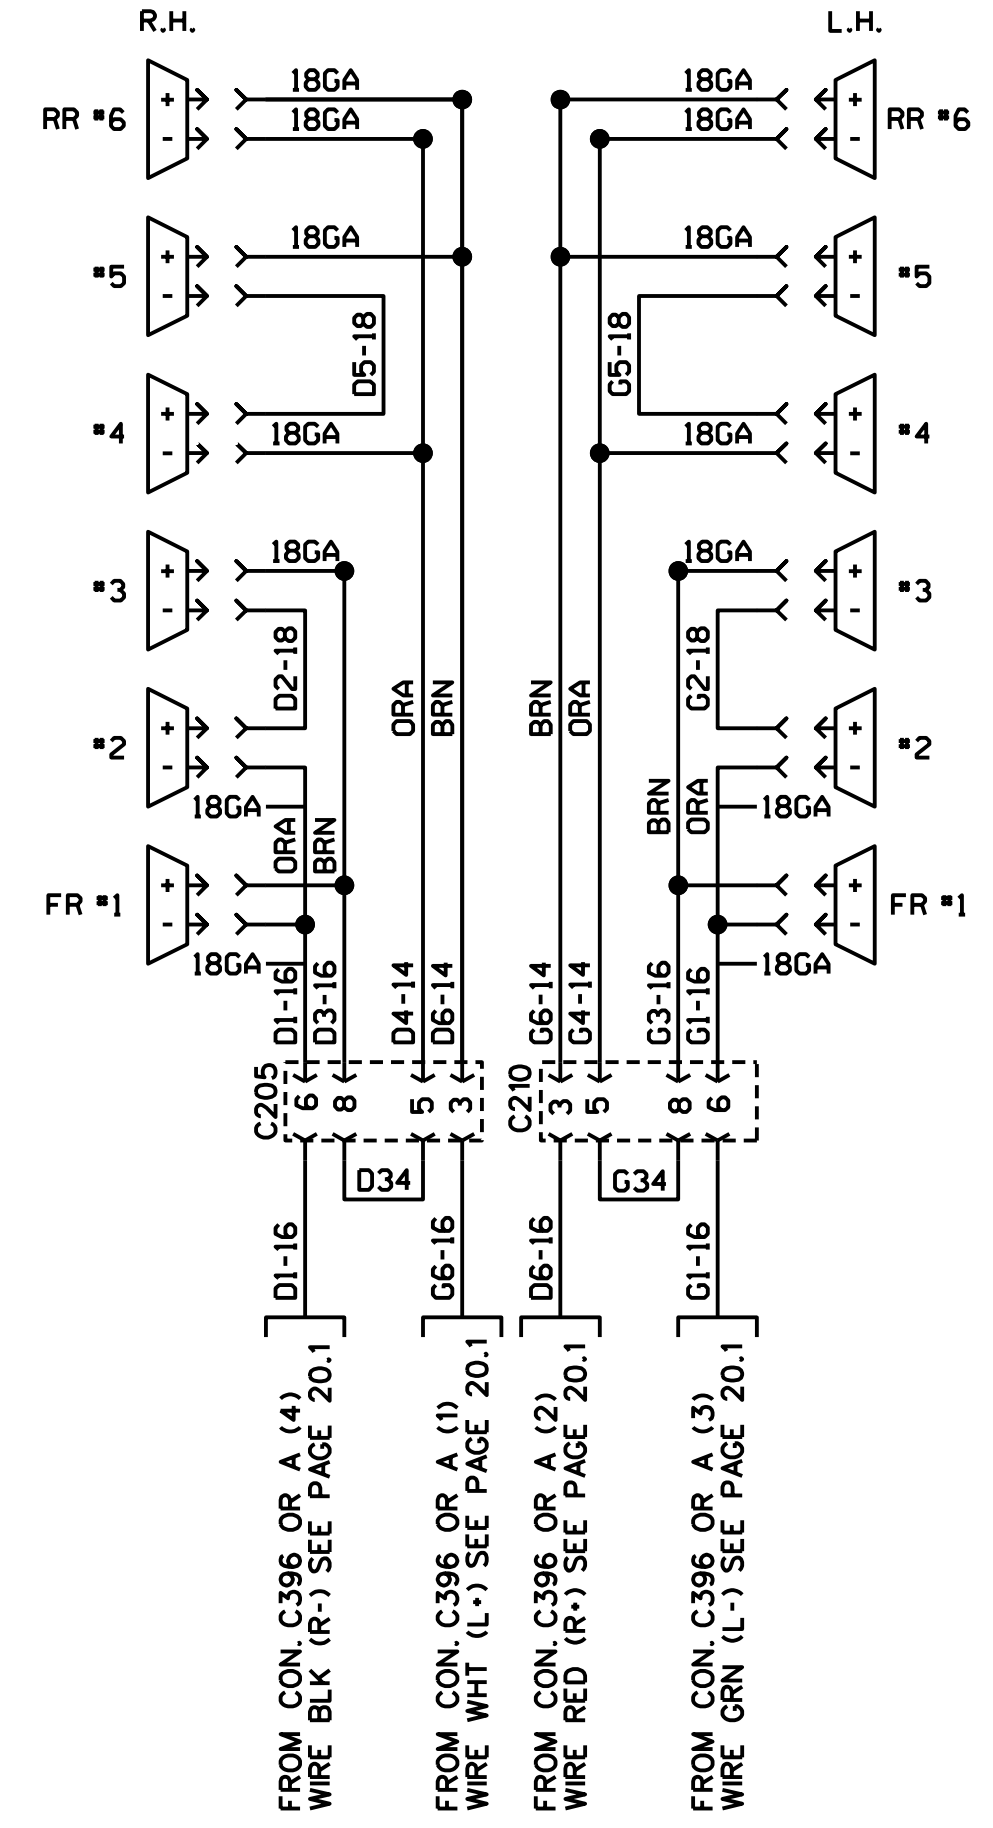 R.H. L.H.
18GA 18GA
RR #6 + + RR #6
18GA 18GA
- -
18GA 18GA
#5 + + #5
- -
D5-18 G5-18
#4 + + #4
18GA 18GA
- -
18GA 18GA
#3 + + #3
- -
D2-18 G2-18
ORA BRN BRN ORA
#2 + + #2
- -
18GA 18GA
ORA BRN BRN ORA
FR #1 + + FR #1
- -
18GA 18GA
D1-16 D3-16 D4-14 D6-14 G6-14 G4-14 G3-16 G1-16
C205 6 8 5 3 C210 3 5 8 6
D34 G34
D1-16 G6-16 D6-16 G1-16
FROM CON. C396 OR A (4)
WIRE BLK (R-) SEE PAGE 20.1
FROM CON. C396 OR A (1)
WIRE WHT (L+) SEE PAGE 20.1
FROM CON. C396 OR A (2)
WIRE RED (R+) SEE PAGE 20.1
FROM CON. C396 OR A (3)
WIRE GRN (L-) SEE PAGE 20.1